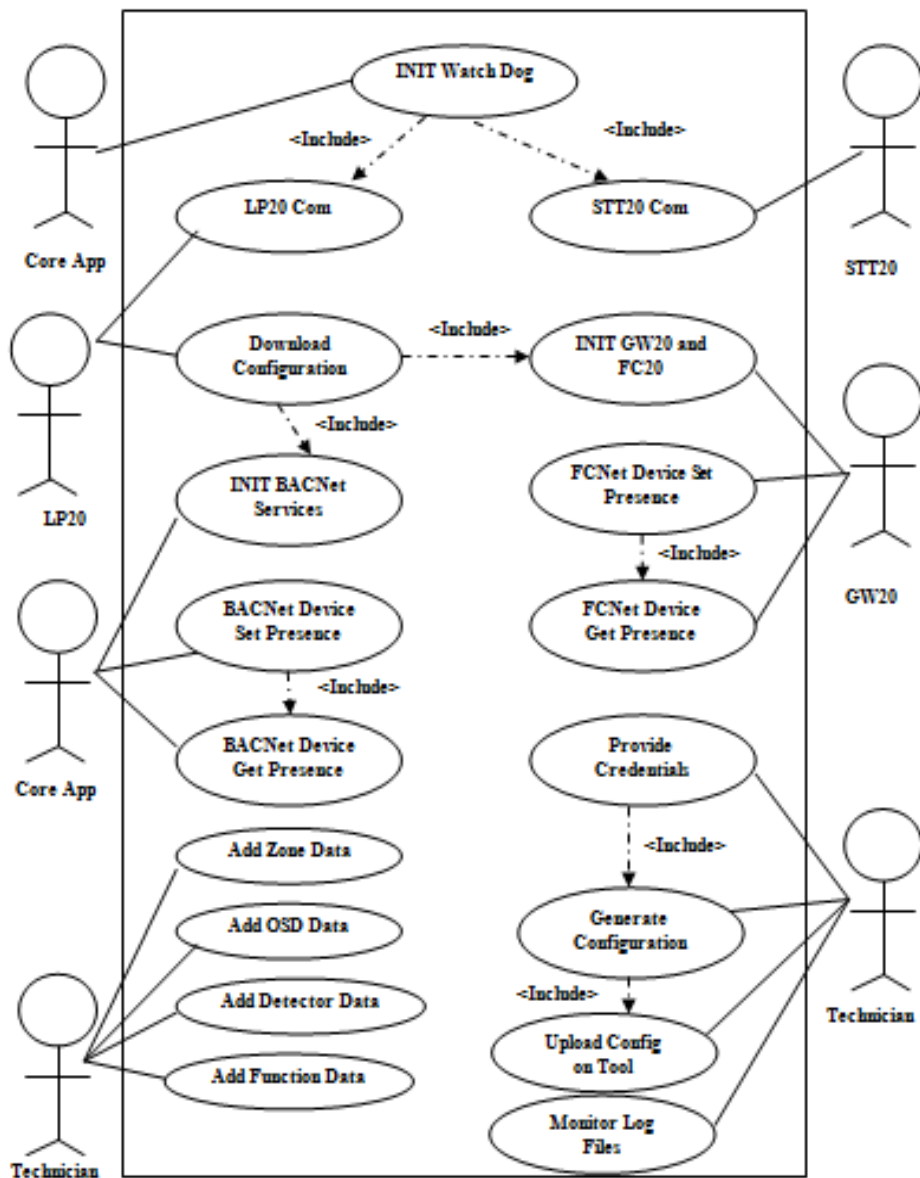 INIT Watch Dog
<Include>
<Include>
LP20 Com
STT20 Com
Core App
STT20
Download
Configuration
<Include>
INIT GW20 and
FC20
<Include>
INIT BACNet
Services
FCNet Device Set
Presence
LP20
<Include>
GW20
BACNet Device
Set Presence
FCNet Device
Get Presence
<Include>
BACNet Device
Get Presence
Provide
Credentials
Core App
Add Zone Data
<Include>
Add OSD Data
Generate
Configuration
Add Detector Data
<Include>
Technician
Upload Config
on Tool
Add Function Data
Monitor Log
Files
Technician